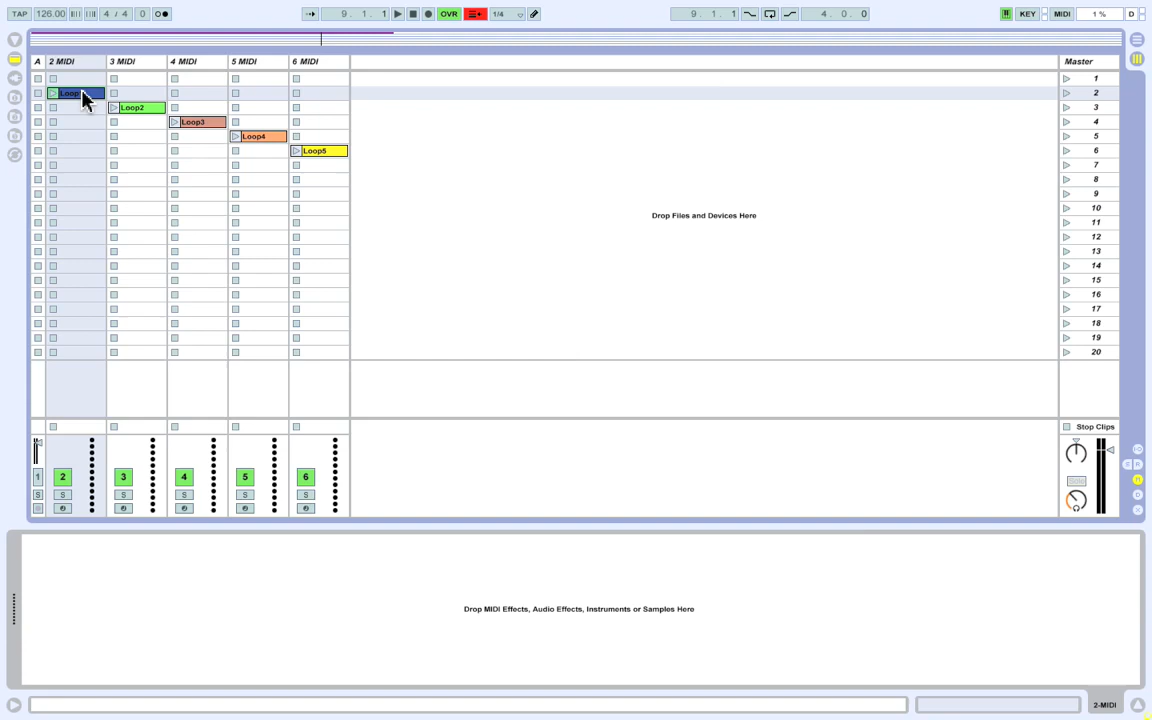 TAP 126.00 4 / 4 0 9. 1. 1 OVR 1/4 9. 1. 1 4. 0. 0 KEY MIDI 1 % D
A 2 MIDI 3 MIDI 4 MIDI 5 MIDI 6 MIDI Master
1
Loop 2
Loop2 3
Loop3 4
Loop4 5
Loop5 6
7
8
9
10
Drop Files and Devices Here
11
12
13
14
15
16
17
18
19
20
Stop Clips
1 2 3 4 5 6
S S S S S S
Drop MIDI Effects, Audio Effects, Instruments or Samples Here
2-MIDI